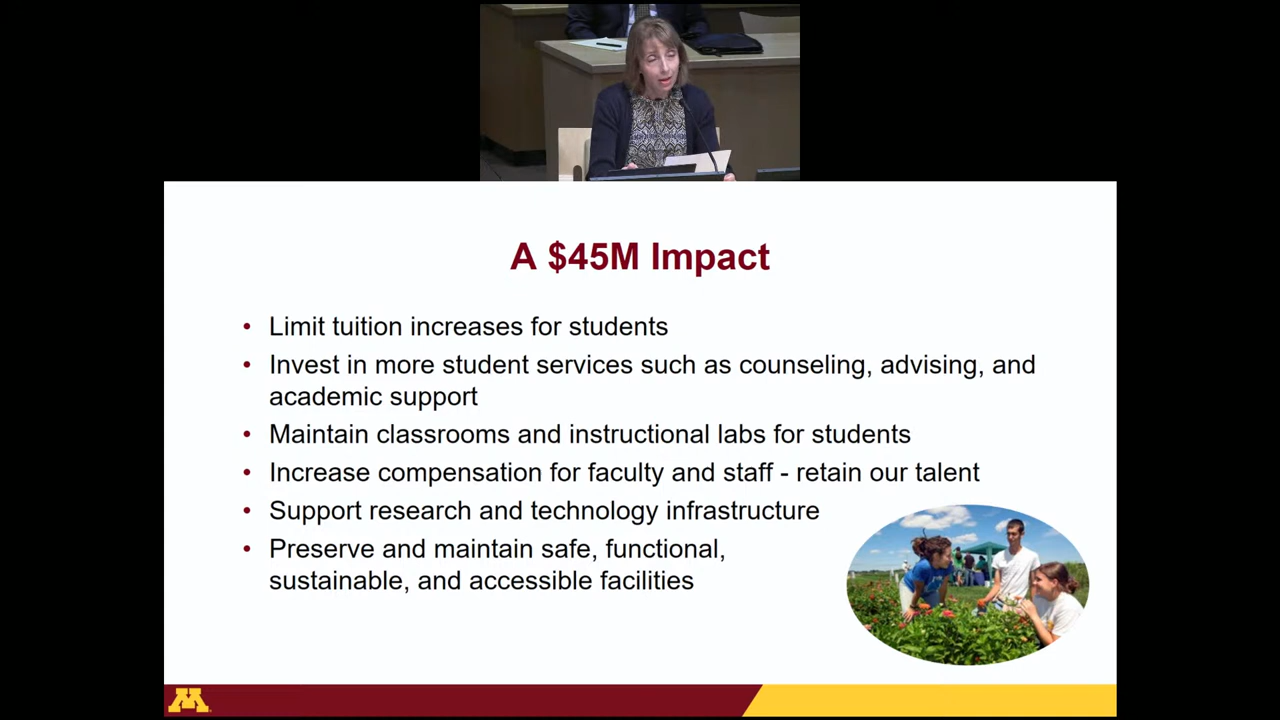 A $45M Impact
• Limit tuition increases for students
• Invest in more student services such as counseling, advising, and
academic support
• Maintain classrooms and instructional labs for students
• Increase compensation for faculty and staff - retain our talent
• Support research and technology infrastructure
• Preserve and maintain safe, functional,
sustainable, and accessible facilities
M